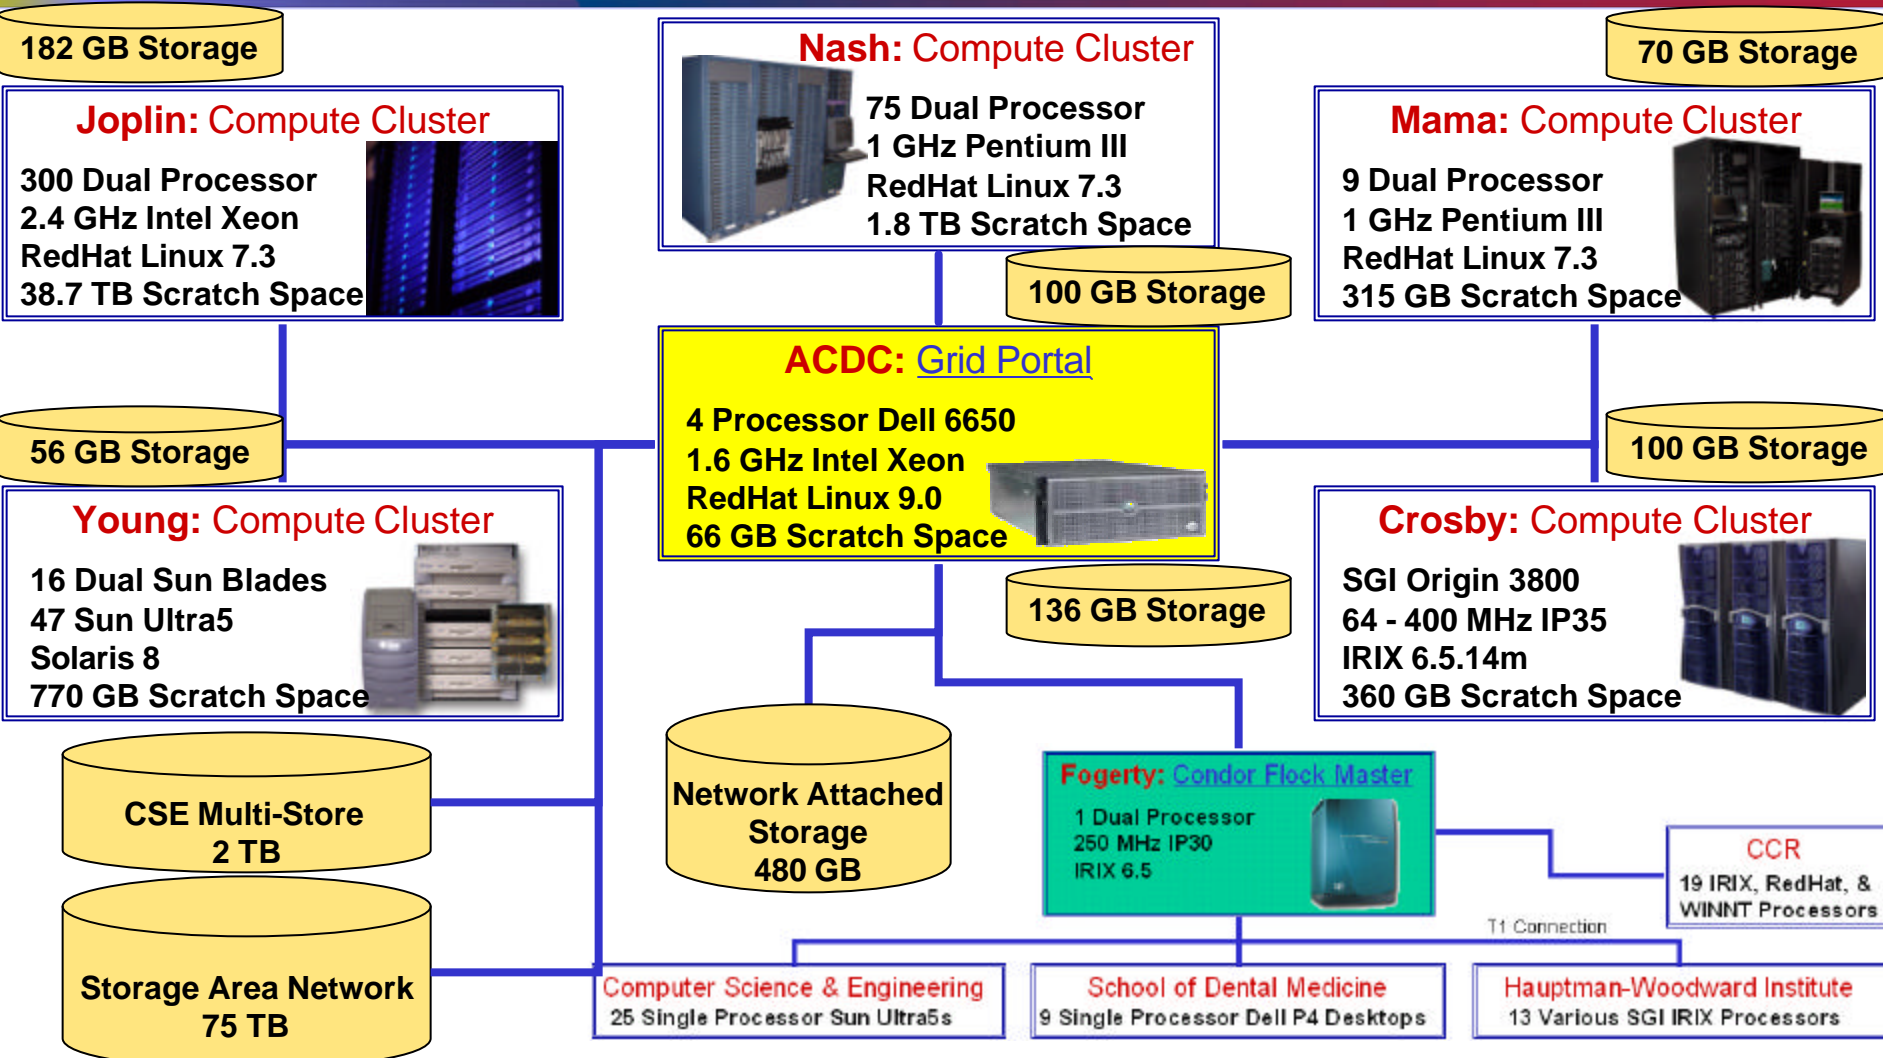 182 GB Storage
Joplin: Compute Cluster
300 Dual Processor
2.4 GHz Intel Xeon
RedHat Linux 7.3
38.7 TB Scratch Space
Nash: Compute Cluster
75 Dual Processor
1 GHz Pentium III
RedHat Linux 7.3
1.8 TB Scratch Space
70 GB Storage
Mama: Compute Cluster
9 Dual Processor
1 GHz Pentium III
RedHat Linux 7.3
315 GB Scratch Space
100 GB Storage
ACDC: Grid Portal
4 Processor Dell 6650
1.6 GHz Intel Xeon
RedHat Linux 9.0
66 GB Scratch Space
56 GB Storage
Young: Compute Cluster
16 Dual Sun Blades
47 Sun Ultra5
Solaris 8
770 GB Scratch Space
100 GB Storage
Crosby: Compute Cluster
SGI Origin 3800
64 - 400 MHz IP35
IRIX 6.5.14m
360 GB Scratch Space
136 GB Storage
CSE Multi-Store
2 TB
Storage Area Network
75 TB
Network Attached
Storage
480 GB
Fogerty: Condor Flock Master
1 Dual Processor
250 MHz IP30
IRIX 6.5
CCR
19 IRIX, RedHat, &
WINNT Processors
T1 Connection
Computer Science & Engineering
25 Single Processor Sun Ultra5s
School of Dental Medicine
9 Single Processor Dell P4 Desktops
Hauptman-Woodward Institute
13 Various SGI IRIX Processors